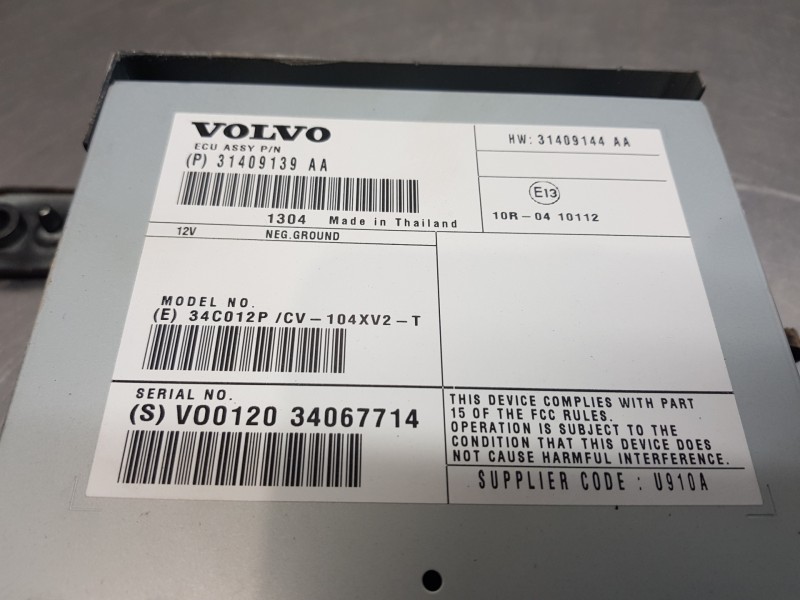 VOLVO
ECU ASSY P/N
(P) 31409139 AA
1304 Made in Thailand
HW: 31409144 AA
E13
10R-04 10112
12V NEG.GROUND
MODEL NO.
(E) 34C012P /CV-104XV2-T
SERIAL NO.
(S) VO0120 34067714
THIS DEVICE COMPLIES WITH PART
15 OF THE FCC RULES.
OPERATION IS SUBJECT TO THE
CONDITION THAT THIS DEVICE DOES
NOT CAUSE HARMFUL INTERFERENCE.
SUPPLIER CODE : U910A